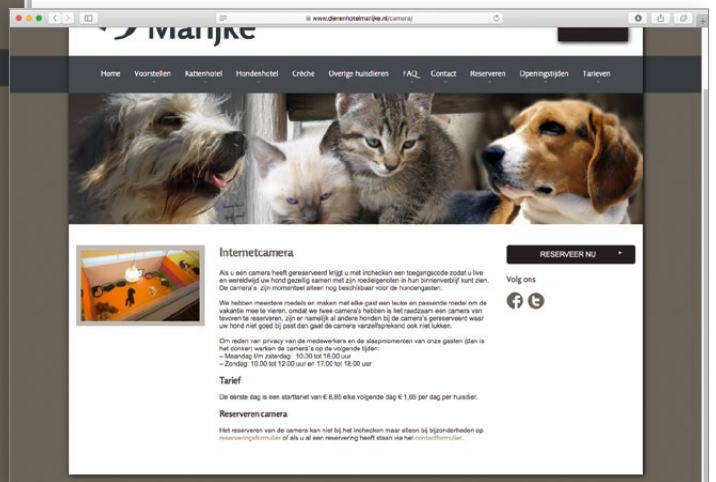 www.dierenhotelmarijke.nl/camera/
Marijke
Home Voorstellen Kattenhotel Hondenhotel Crèche Overige huisdieren FAQ Contact Reserveren Openingstijden Tarieven
Internetcamera
RESERVEER NU
Als u een camera heeft gereserveerd krijgt u met inchecken een toegangscode zodat u live
en wereldwijd uw hond gezellig samen met zijn roedelgenoten in hun binnenverblijf kunt zien.
De camera's zijn momenteel alleen nog beschikbaar voor de hondengasten.
Volg ons
We hebben meerdere roedels en maken met elke gast een leuke en passende roedel om de
vakantie mee te vieren, omdat we twee camera's hebben is het raadzaam een camera van
tevoren te reserveren, zijn er namelijk al andere honden bij de camera's gereserveerd waar
uw hond niet goed bij past dan gaat de camera vanzelfsprekend ook niet lukken.
Om reden van privacy van de medewerkers en de slaapmomenten van onze gasten (dan is
het donker) werken de camera's op de volgende tijden:
– Maandag t/m zaterdag: 10.00 tot 16.00 uur
– Zondag: 10.00 tot 12.00 uur en 17.00 tot 18.00 uur
Tarief
De eerste dag is een starttarief van € 6,85 elke volgende dag € 1,65 per dag per huisdier.
Reserveren camera
Het reserveren van de camera kan niet bij het inchecken maar alleen bij bijzonderheden op
reserveringsformulier of als u al een reservering heeft staan via het contactformulier.